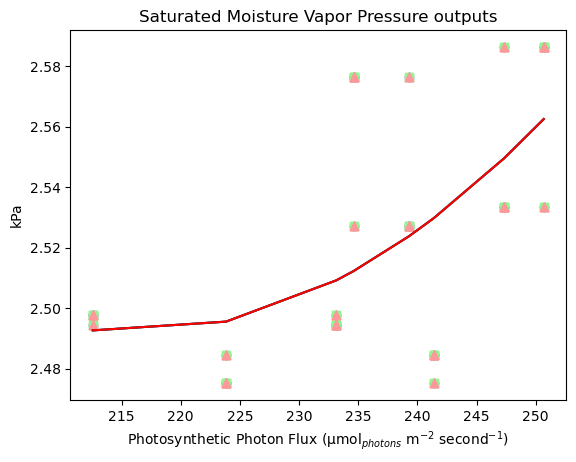 Saturated Moisture Vapor Pressure outputs
2.58
2.56
2.54
2.52
2.50
2.48
kPa
215 220 225 230 235 240 245 250
Photosynthetic Photon Flux (μmol$_{photons}$ m$^{-2}$ second$^{-1}$)